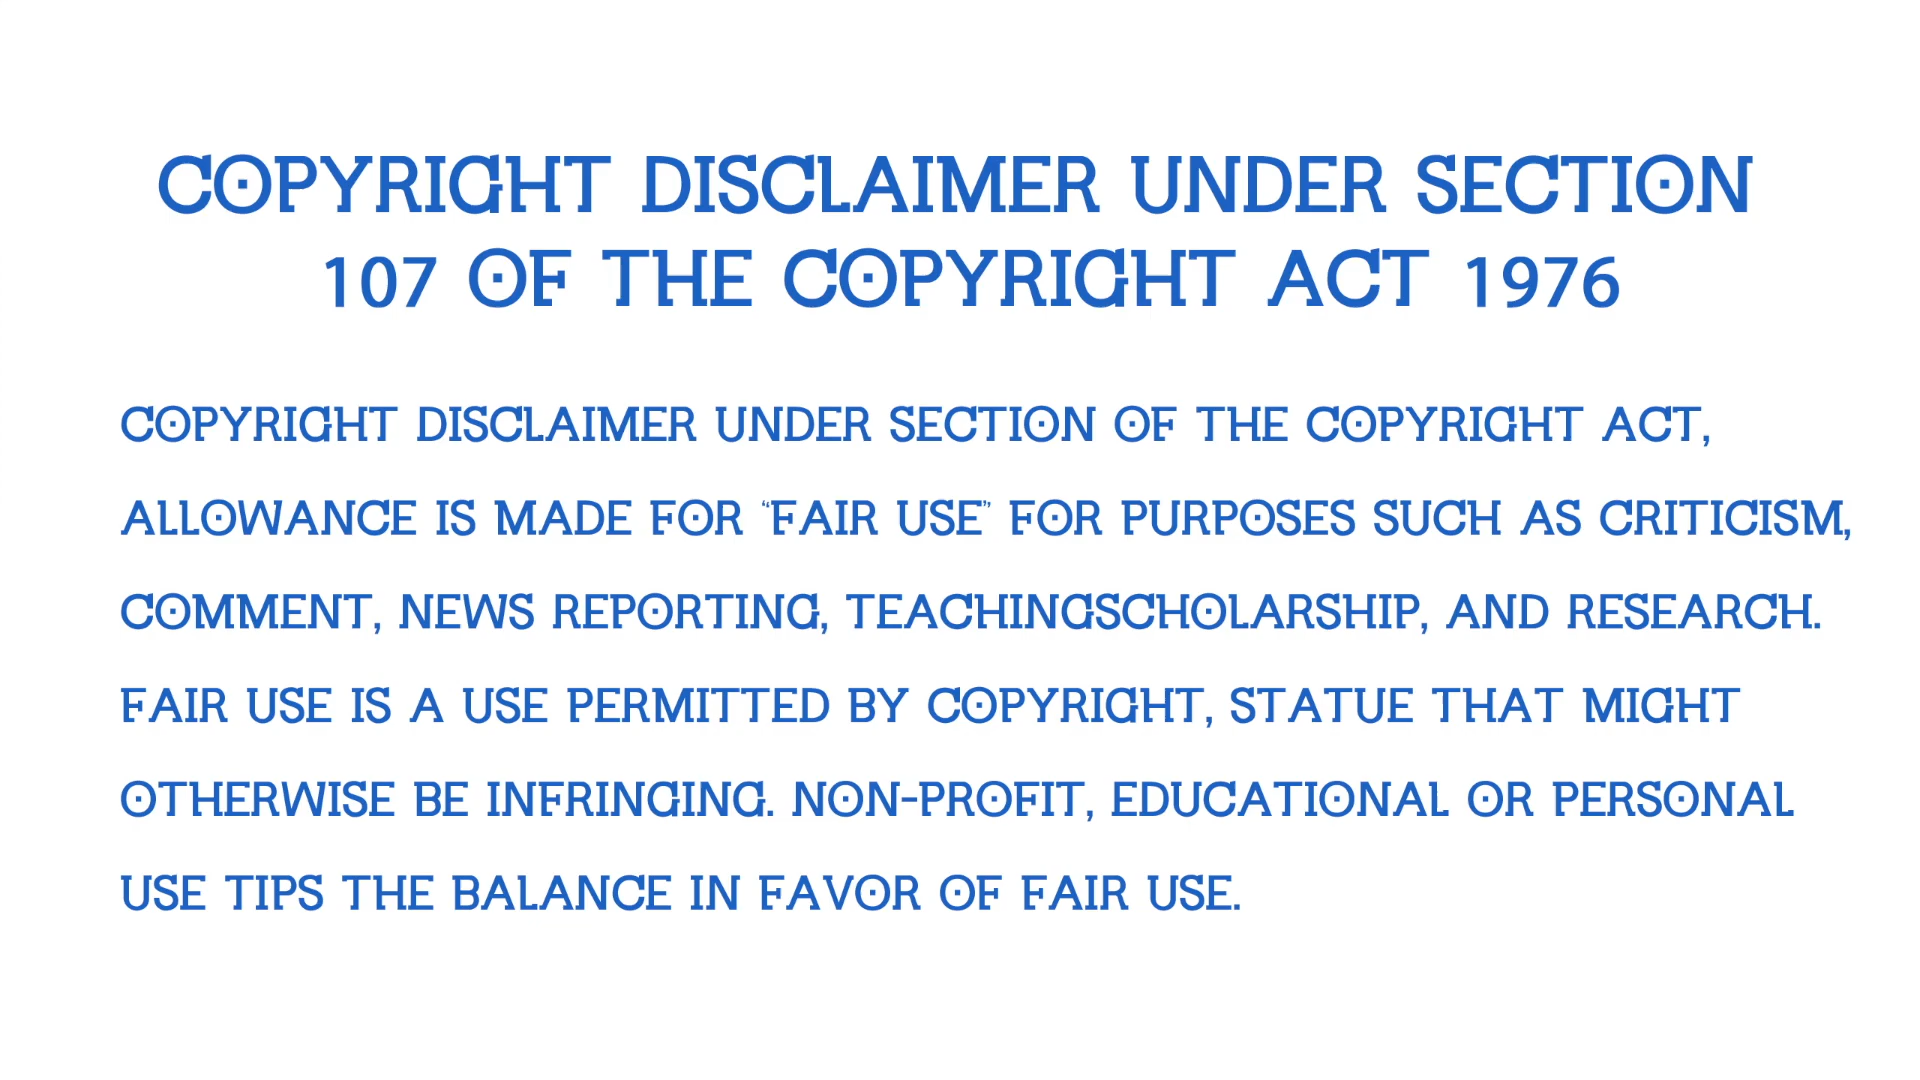 COPYRIGHT DISCLAIMER UNDER SECTION
107 OF THE COPYRIGHT ACT 1976
COPYRIGHT DISCLAIMER UNDER SECTION OF THE COPYRIGHT ACT,
ALLOWANCE IS MADE FOR “FAIR USE” FOR PURPOSES SUCH AS CRITICISM,
COMMENT, NEWS REPORTING, TEACHINGSCHOLARSHIP, AND RESEARCH.
FAIR USE IS A USE PERMITTED BY COPYRIGHT, STATUE THAT MIGHT
OTHERWISE BE INFRINGING. NON-PROFIT, EDUCATIONAL OR PERSONAL
USE TIPS THE BALANCE IN FAVOR OF FAIR USE.